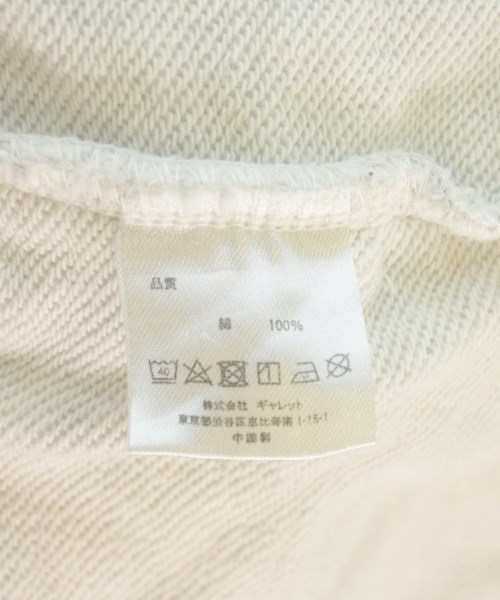 品質
綿 100%
40
株式会社 ギャレット
東京都渋谷区恵比寿南 1-15-1
中国製